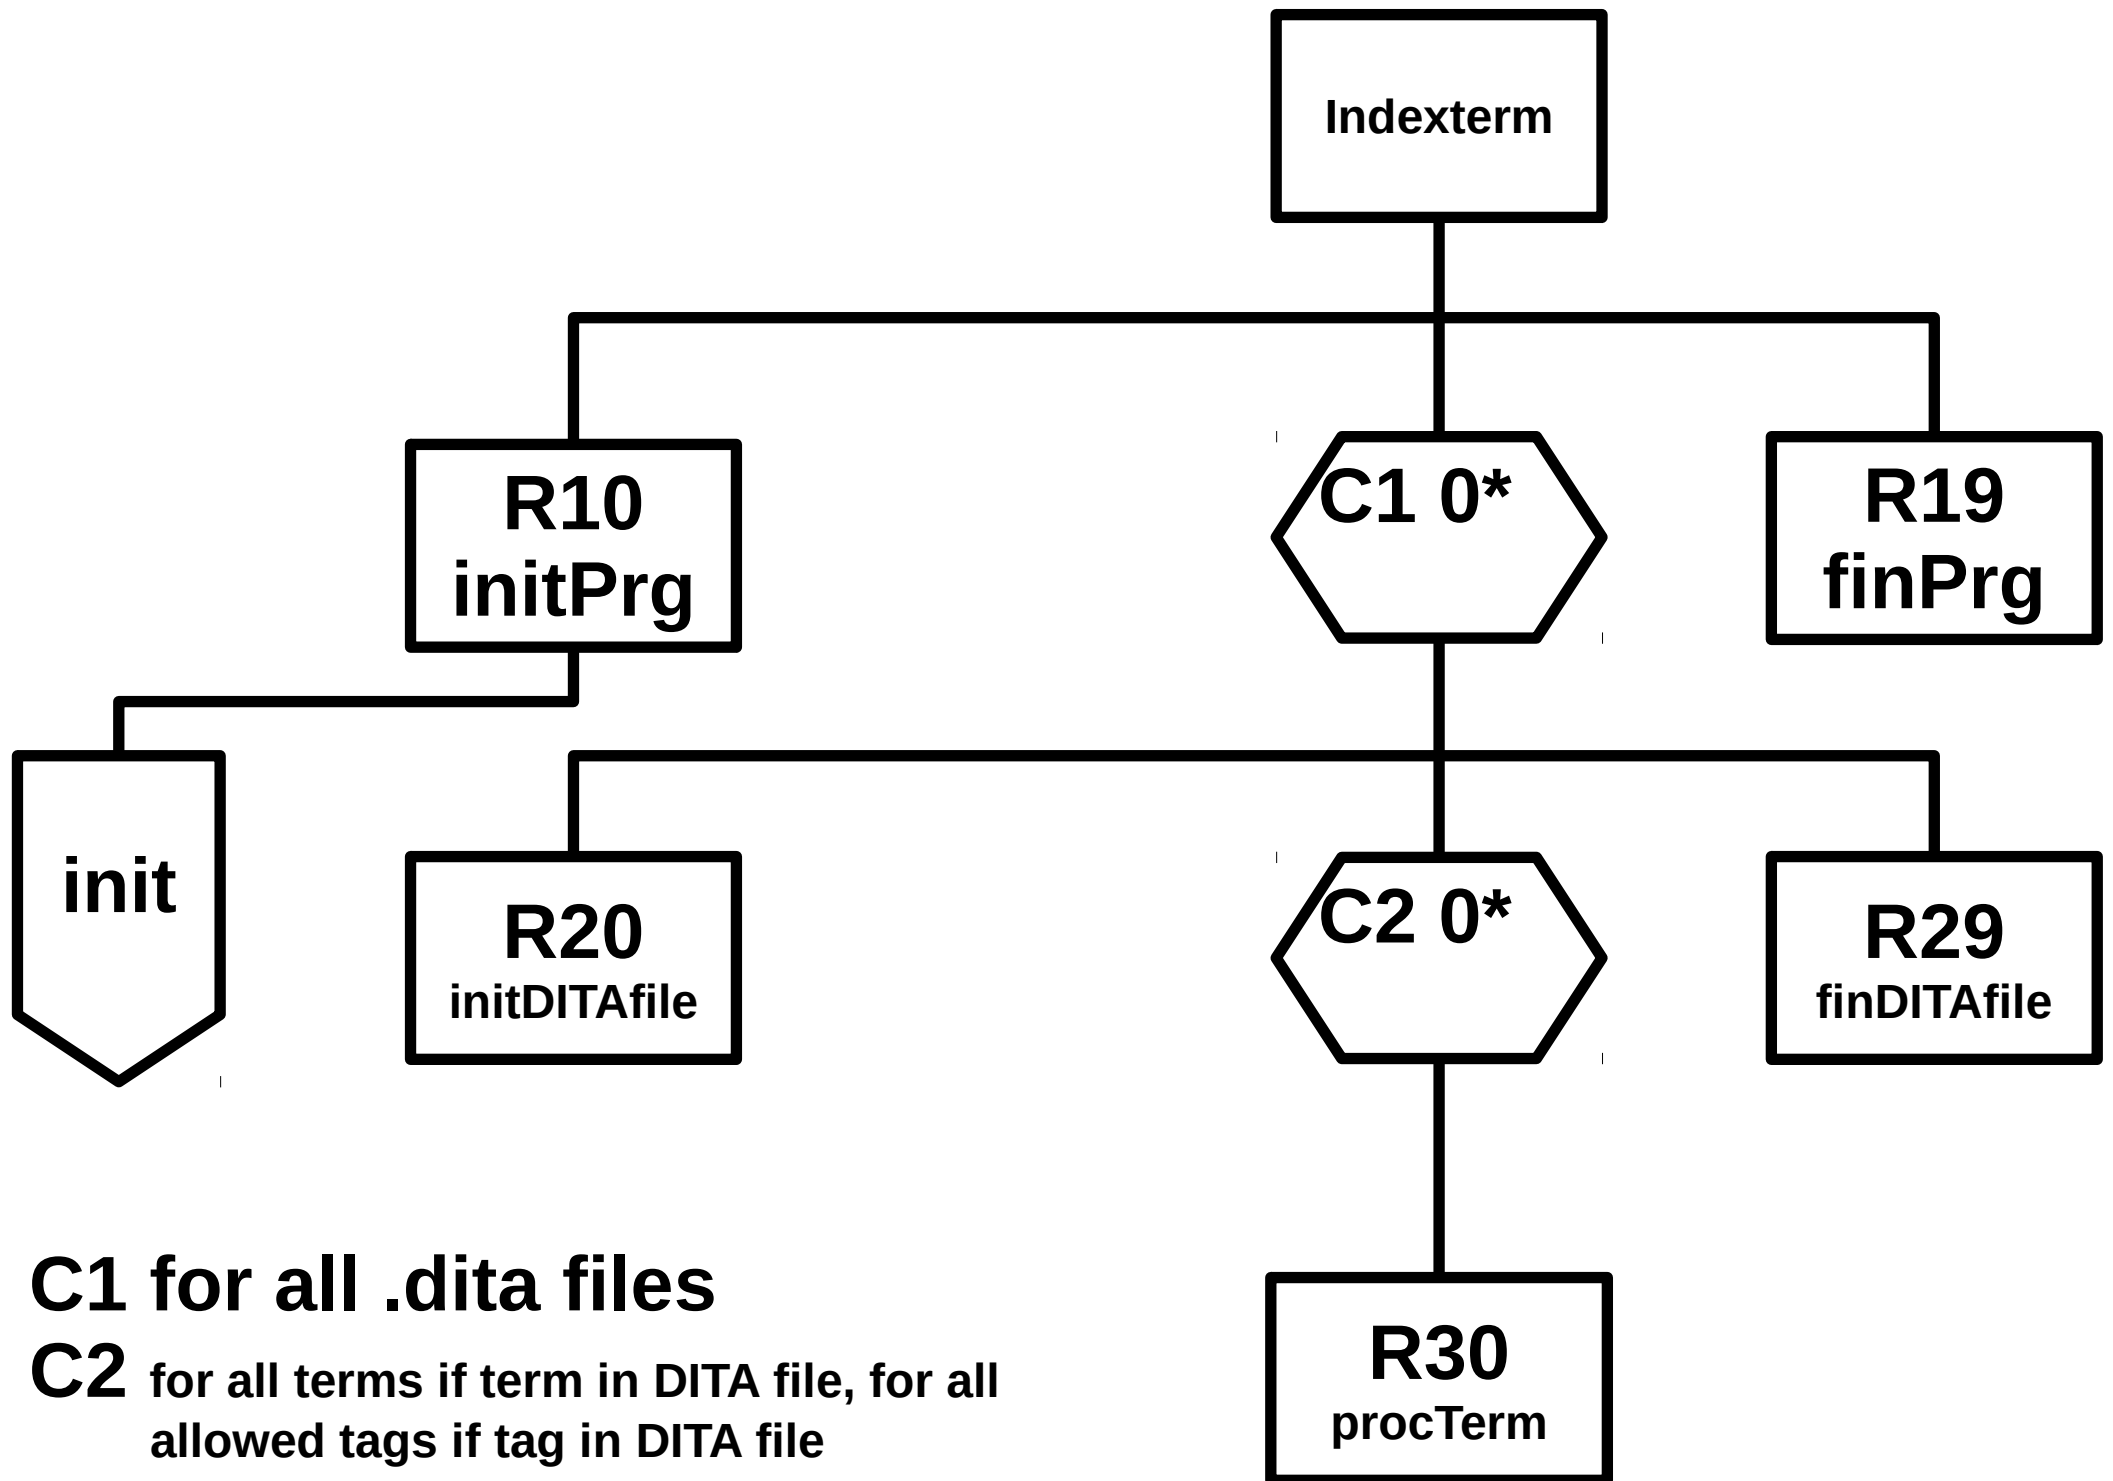 Indexterm
R10
initPrg
C1 0*
R19
finPrg
init
R20
initDITAfile
C2 0*
R29
finDITAfile
C1 for all .dita files
C2 for all terms if term in DITA file, for all
allowed tags if tag in DITA file
R30
procTerm